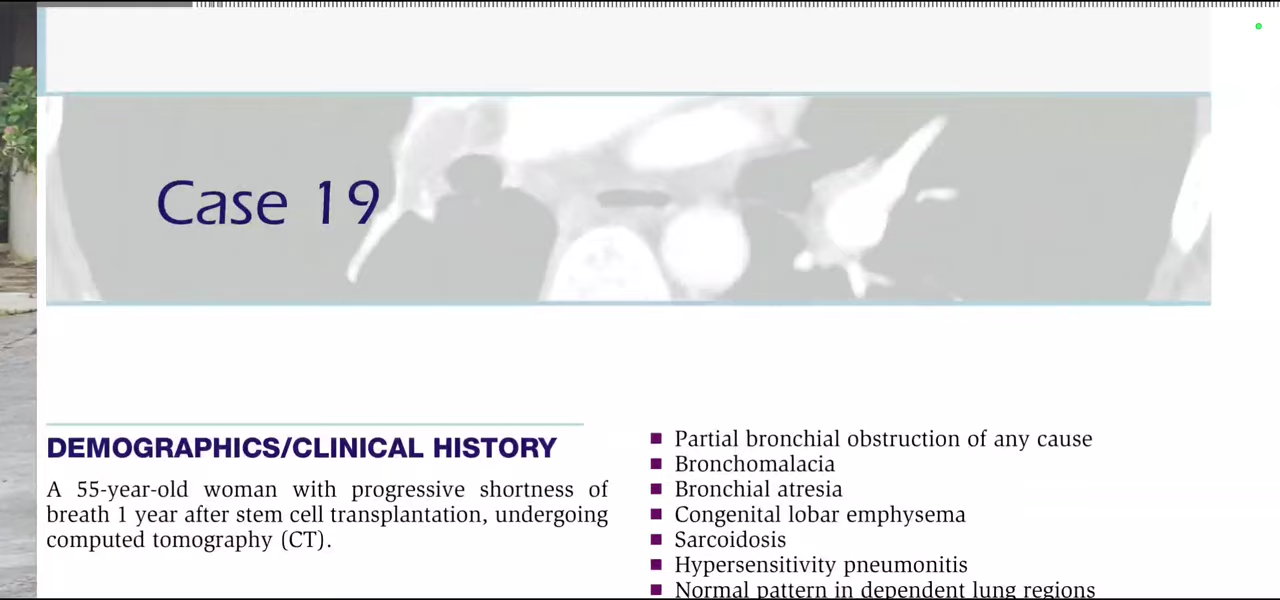 Case 19
DEMOGRAPHICS/CLINICAL HISTORY
A 55-year-old woman with progressive shortness of
breath 1 year after stem cell transplantation, undergoing
computed tomography (CT).
■ Partial bronchial obstruction of any cause
■ Bronchomalacia
■ Bronchial atresia
■ Congenital lobar emphysema
■ Sarcoidosis
■ Hypersensitivity pneumonitis
■ Normal pattern in dependent lung regions